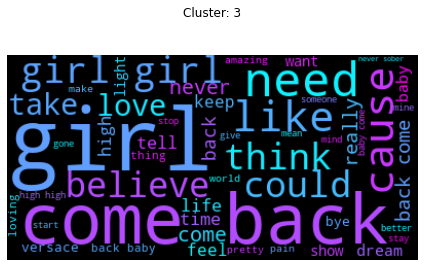 Cluster: 3
girl girl need cause
amazing want never sober
make light never someone mine baby
take love keep like really
high tell back think stop give
girl thing mean mind baby come
gone believe world could back come
loving life time bye better
come back come feel show dream stay
high high start pretty pain
versace back baby